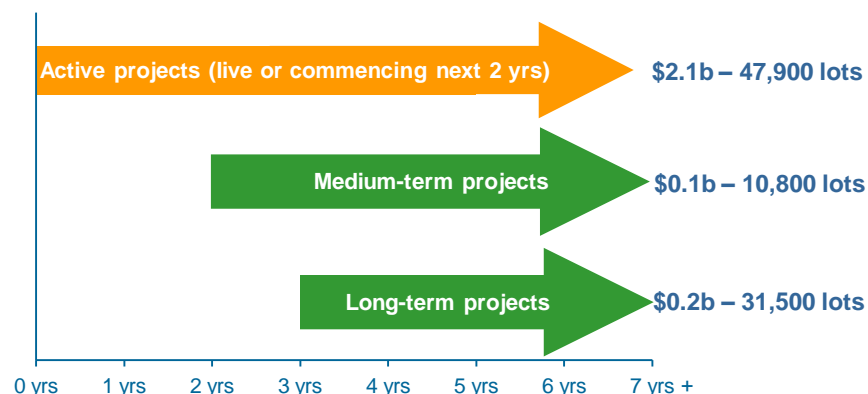 Active projects (live or commencing next 2 yrs)
$2.1b – 47,900 lots
Medium-term projects
$0.1b – 10,800 lots
Long-term projects
$0.2b – 31,500 lots
0 yrs 1 yrs 2 yrs 3 yrs 4 yrs 5 yrs 6 yrs 7 yrs +